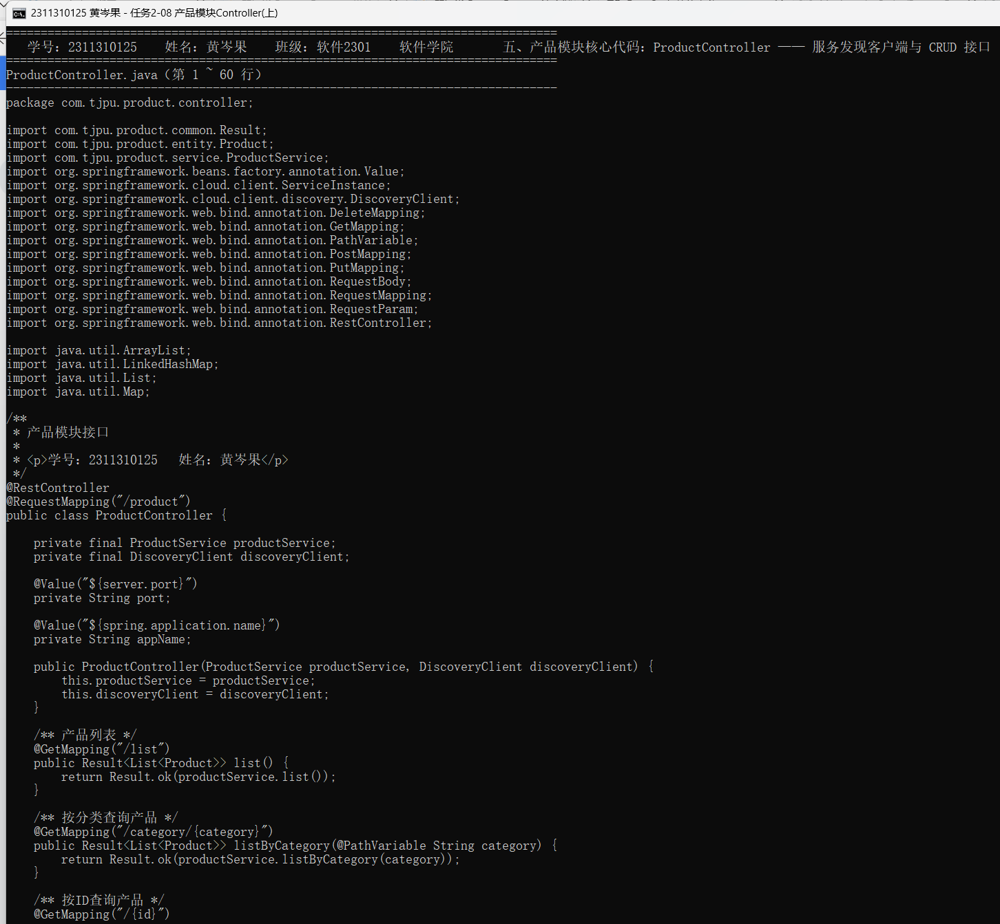 2311310125 黄岑果 - 任务2-08 产品模块Controller(上)
================================================================================
学号：2311310125    姓名：黄岑果    班级：软件2301    软件学院       五、产品模块核心代码：ProductController —— 服务发现客户端与 CRUD 接口
================================================================================
ProductController.java（第 1 ~ 60 行）
--------------------------------------------------------------------------------
package com.tjpu.product.controller;

import com.tjpu.product.common.Result;
import com.tjpu.product.entity.Product;
import com.tjpu.product.service.ProductService;
import org.springframework.beans.factory.annotation.Value;
import org.springframework.cloud.client.ServiceInstance;
import org.springframework.cloud.client.discovery.DiscoveryClient;
import org.springframework.web.bind.annotation.DeleteMapping;
import org.springframework.web.bind.annotation.GetMapping;
import org.springframework.web.bind.annotation.PathVariable;
import org.springframework.web.bind.annotation.PostMapping;
import org.springframework.web.bind.annotation.PutMapping;
import org.springframework.web.bind.annotation.RequestBody;
import org.springframework.web.bind.annotation.RequestMapping;
import org.springframework.web.bind.annotation.RequestParam;
import org.springframework.web.bind.annotation.RestController;

import java.util.ArrayList;
import java.util.LinkedHashMap;
import java.util.List;
import java.util.Map;

/**
 * 产品模块接口
 *
 * <p>学号：2311310125   姓名：黄岑果</p>
 */
@RestController
@RequestMapping("/product")
public class ProductController {

    private final ProductService productService;
    private final DiscoveryClient discoveryClient;

    @Value("${server.port}")
    private String port;

    @Value("${spring.application.name}")
    private String appName;

    public ProductController(ProductService productService, DiscoveryClient discoveryClient) {
        this.productService = productService;
        this.discoveryClient = discoveryClient;
    }

    /** 产品列表 */
    @GetMapping("/list")
    public Result<List<Product>> list() {
        return Result.ok(productService.list());
    }

    /** 按分类查询产品 */
    @GetMapping("/category/{category}")
    public Result<List<Product>> listByCategory(@PathVariable String category) {
        return Result.ok(productService.listByCategory(category));
    }

    /** 按ID查询产品 */
    @GetMapping("/{id}")